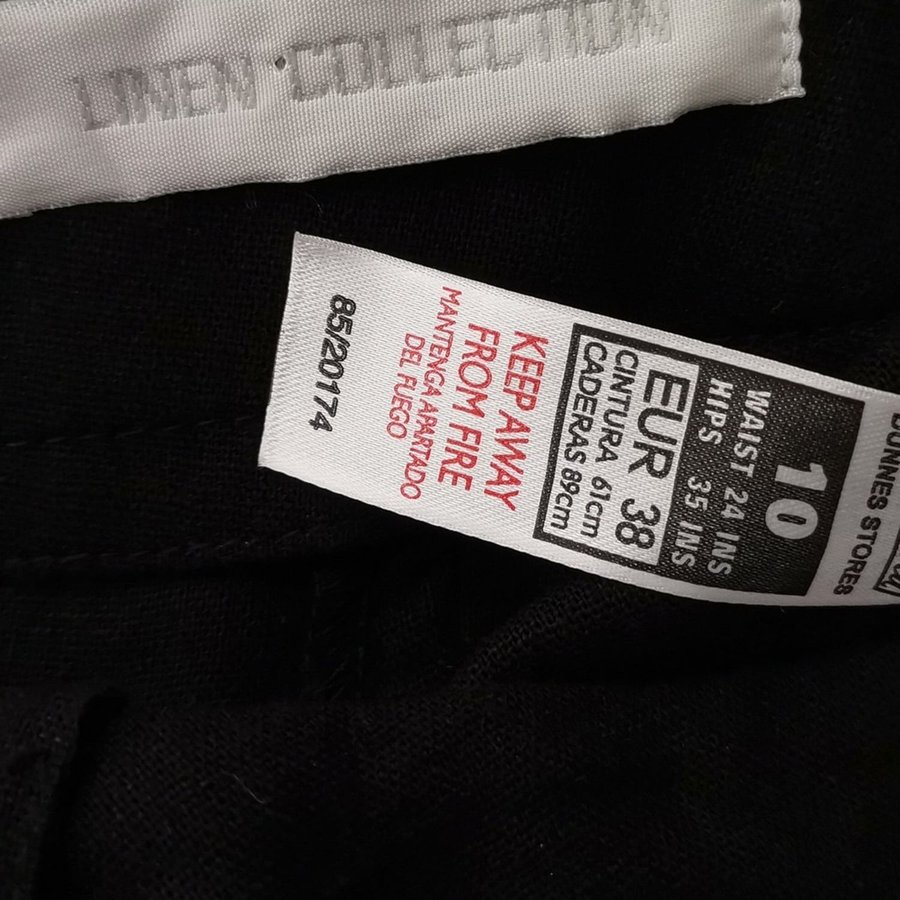 LINEN COLLECTION
DUNNES STORES
10
WAIST 24 INS
HIPS 35 INS
EUR 38
CINTURA 61cm
CADERAS 89cm
KEEP AWAY
FROM FIRE
MANTENGA APARTADO
DEL FUEGO
85/20174